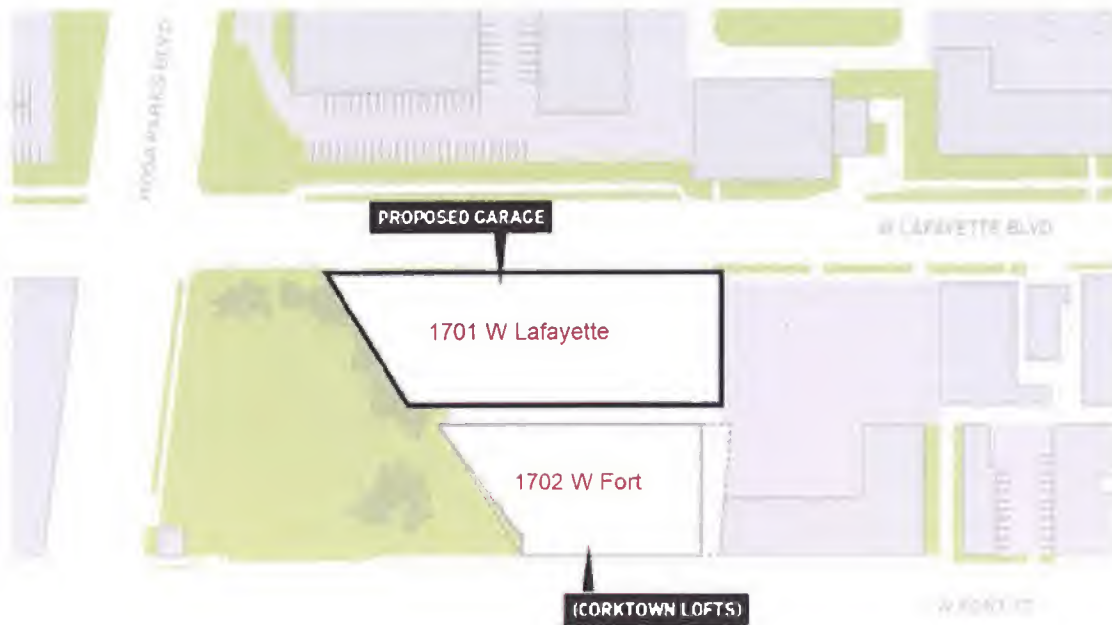 ROSA PARKS BLVD
PROPOSED GARAGE
W LAFAYETTE BLVD
1701 W Lafayette
1702 W Fort
(CORKTOWN LOFTS)
W FORT ST